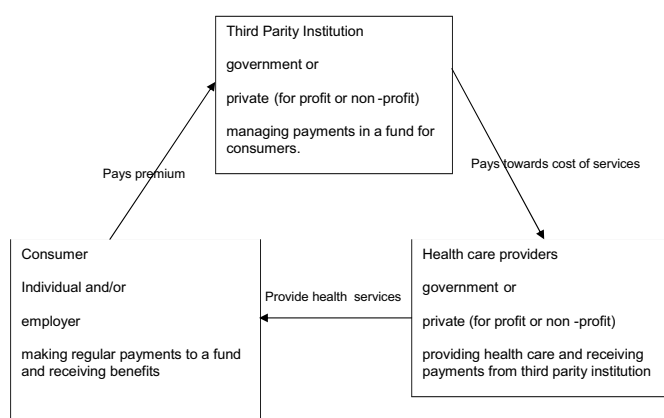 Third Parity Institution
government or
private (for profit or non -profit)
managing payments in a fund for
consumers.
Pays premium
Pays towards cost of services
Consumer
Individual and/or
employer
making regular payments to a fund
and receiving benefits
Provide health services
Health care providers
government or
private (for profit or non -profit)
providing health care and receiving
payments from third parity institution